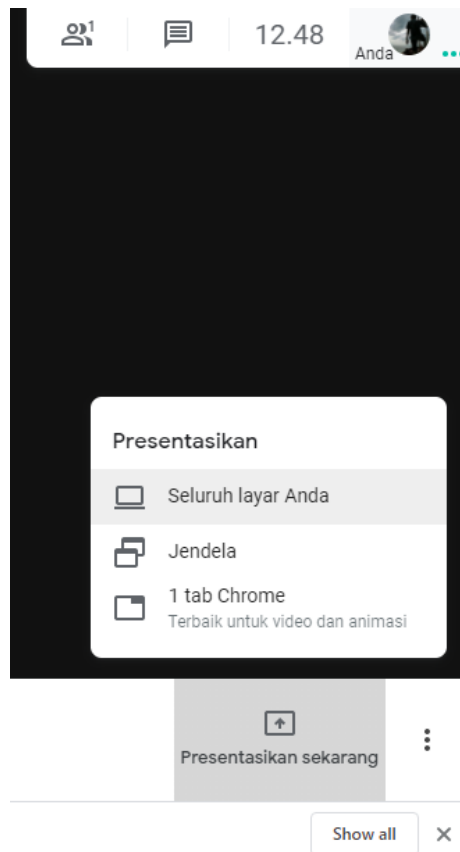 1
12.48
Anda
Presentasikan
Seluruh layar Anda
Jendela
1 tab Chrome
Terbaik untuk video dan animasi
Presentasikan sekarang
Show all